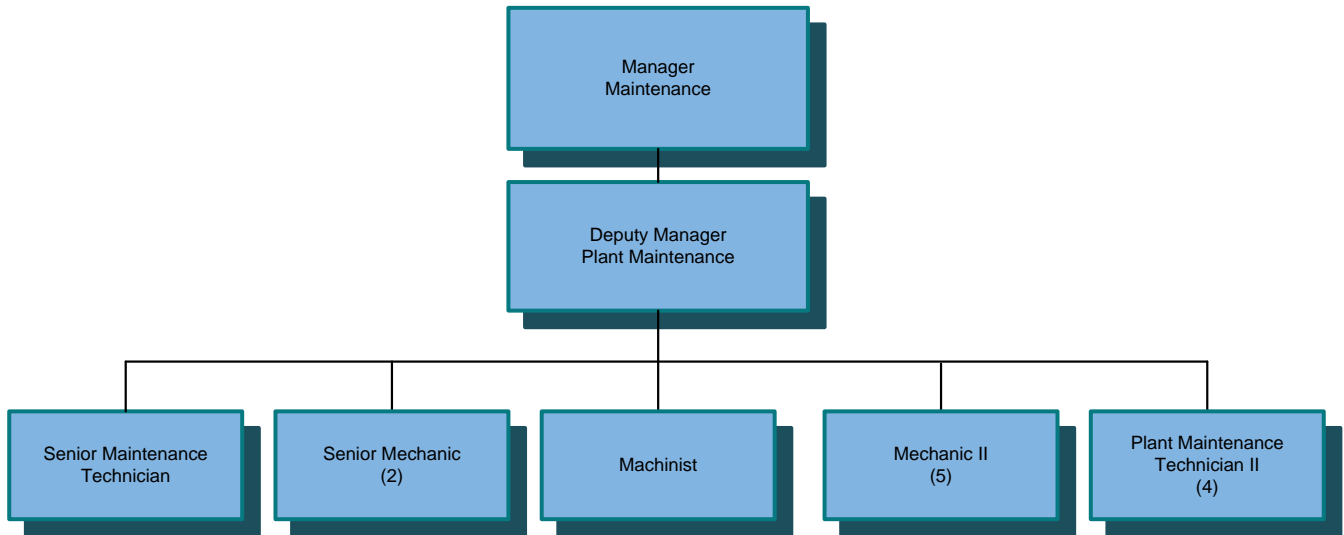 Manager
Maintenance
Deputy Manager
Plant Maintenance
Senior Maintenance
Technician
Senior Mechanic
(2)
Machinist
Mechanic II
(5)
Plant Maintenance
Technician II
(4)